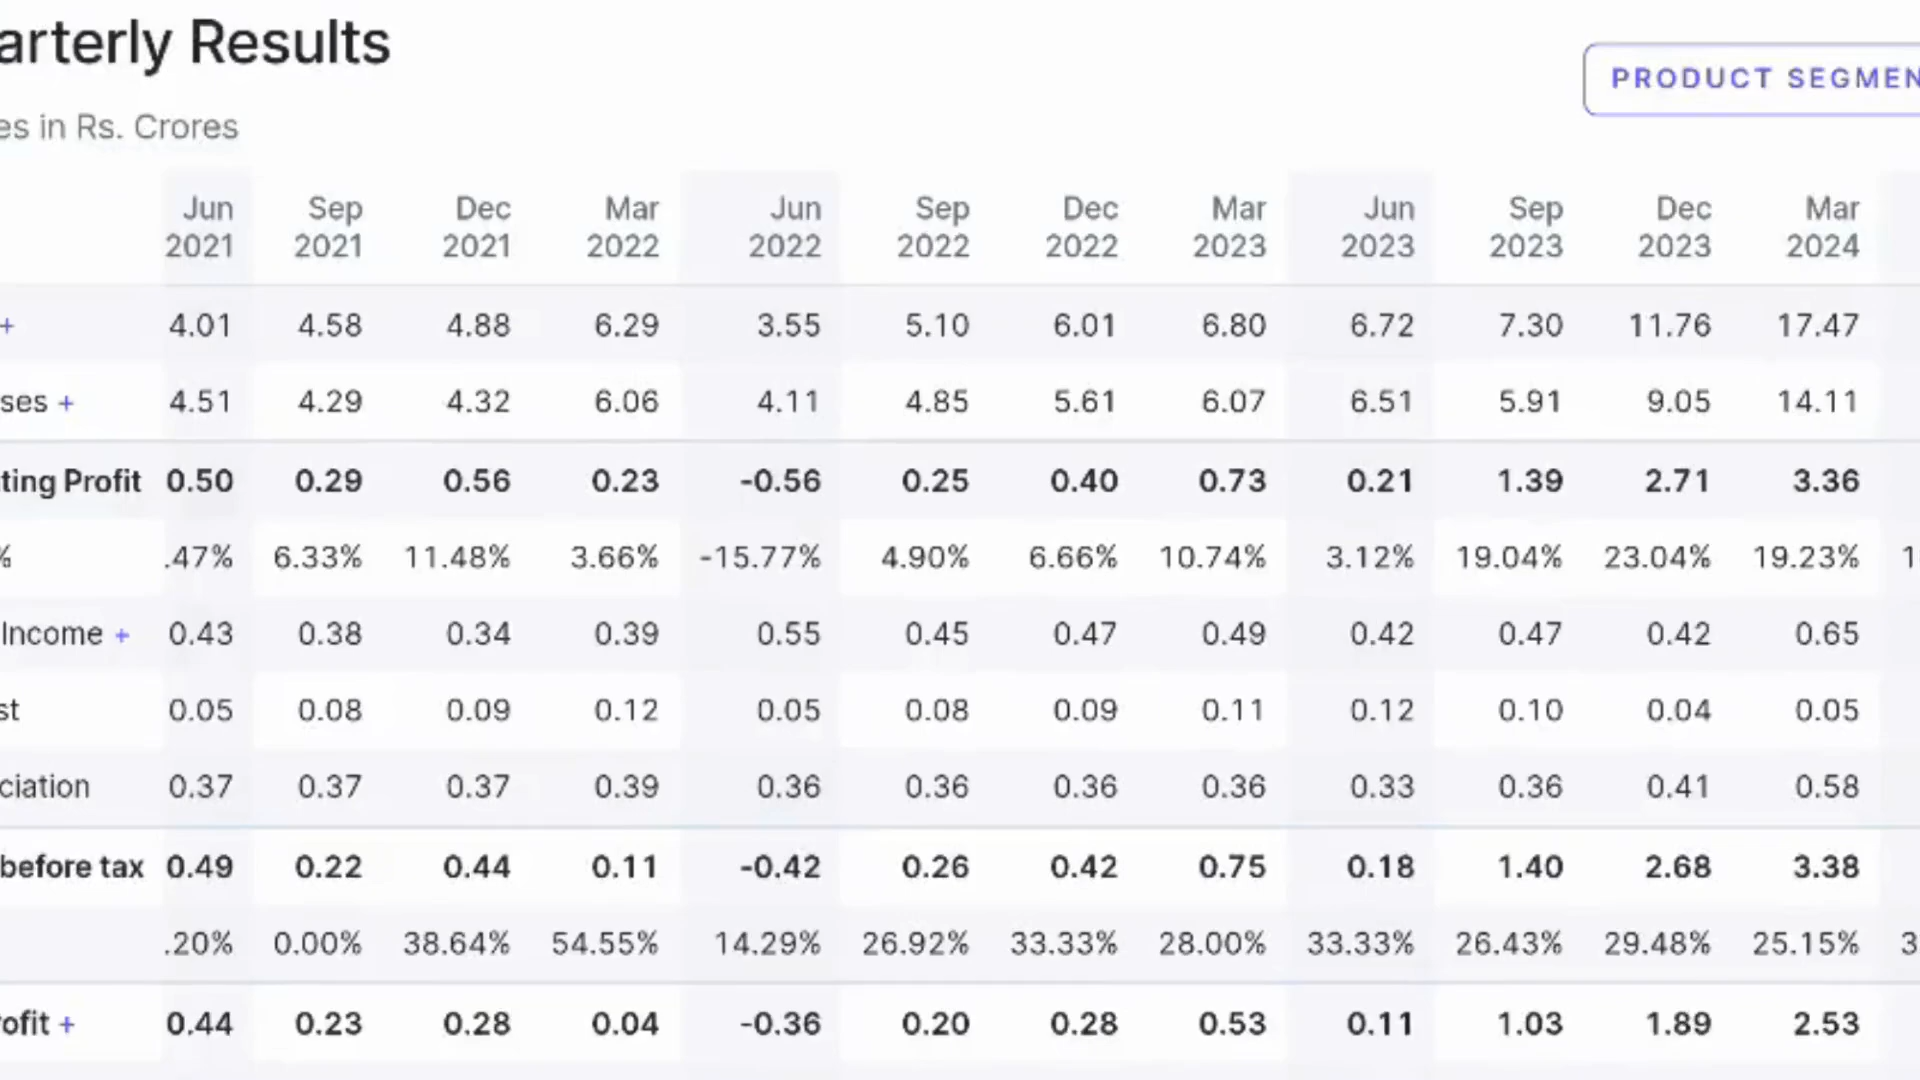 arterly Results
PRODUCT SEGMEN
es in Rs. Crores
Jun 2021 Sep 2021 Dec 2021 Mar 2022 Jun 2022 Sep 2022 Dec 2022 Mar 2023 Jun 2023 Sep 2023 Dec 2023 Mar 2024
+ 4.01 4.58 4.88 6.29 3.55 5.10 6.01 6.80 6.72 7.30 11.76 17.47
ses + 4.51 4.29 4.32 6.06 4.11 4.85 5.61 6.07 6.51 5.91 9.05 14.11
ting Profit 0.50 0.29 0.56 0.23 -0.56 0.25 0.40 0.73 0.21 1.39 2.71 3.36
% .47% 6.33% 11.48% 3.66% -15.77% 4.90% 6.66% 10.74% 3.12% 19.04% 23.04% 19.23% 1
Income + 0.43 0.38 0.34 0.39 0.55 0.45 0.47 0.49 0.42 0.47 0.42 0.65
st 0.05 0.08 0.09 0.12 0.05 0.08 0.09 0.11 0.12 0.10 0.04 0.05
ciation 0.37 0.37 0.37 0.39 0.36 0.36 0.36 0.36 0.33 0.36 0.41 0.58
before tax 0.49 0.22 0.44 0.11 -0.42 0.26 0.42 0.75 0.18 1.40 2.68 3.38
.20% 0.00% 38.64% 54.55% 14.29% 26.92% 33.33% 28.00% 33.33% 26.43% 29.48% 25.15% 3
ofit + 0.44 0.23 0.28 0.04 -0.36 0.20 0.28 0.53 0.11 1.03 1.89 2.53